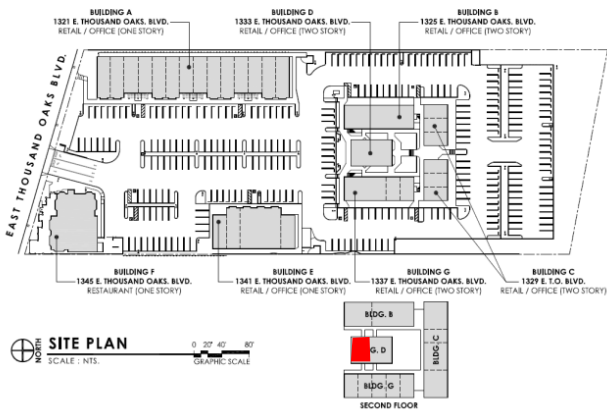 BUILDING A
1321 E. THOUSAND OAKS. BLVD.
RETAIL / OFFICE (ONE STORY)
BUILDING D
1333 E. THOUSAND OAKS. BLVD.
RETAIL / OFFICE (TWO STORY)
BUILDING B
1325 E. THOUSAND OAKS. BLVD.
RETAIL / OFFICE (TWO STORY)
EAST THOUSAND OAKS BLVD.
BUILDING F
1345 E. THOUSAND OAKS. BLVD.
RESTAURANT (ONE STORY)
BUILDING E
1341 E. THOUSAND OAKS. BLVD.
RETAIL / OFFICE (ONE STORY)
BUILDING G
1337 E. THOUSAND OAKS. BLVD.
RETAIL / OFFICE (TWO STORY)
BUILDING C
1329 E. T.O. BLVD.
RETAIL / OFFICE (TWO STORY)
NORTH
SITE PLAN
SCALE : NTS.
0 20' 40' 80'
GRAPHIC SCALE
BLDG. B
BLDG. C
G. D
BLDG. G
SECOND FLOOR